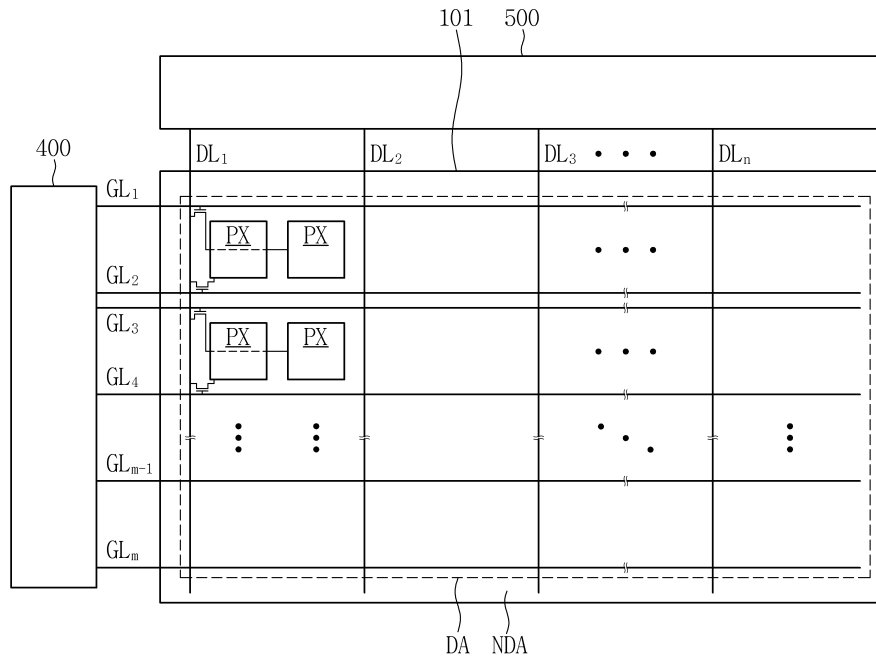 101 500
400
DL₁ DL₂ DL₃ DLₙ
GL₁
PX PX
GL₂
GL₃
PX PX
GL₄
GLₘ₋₁
GLₘ
DA NDA